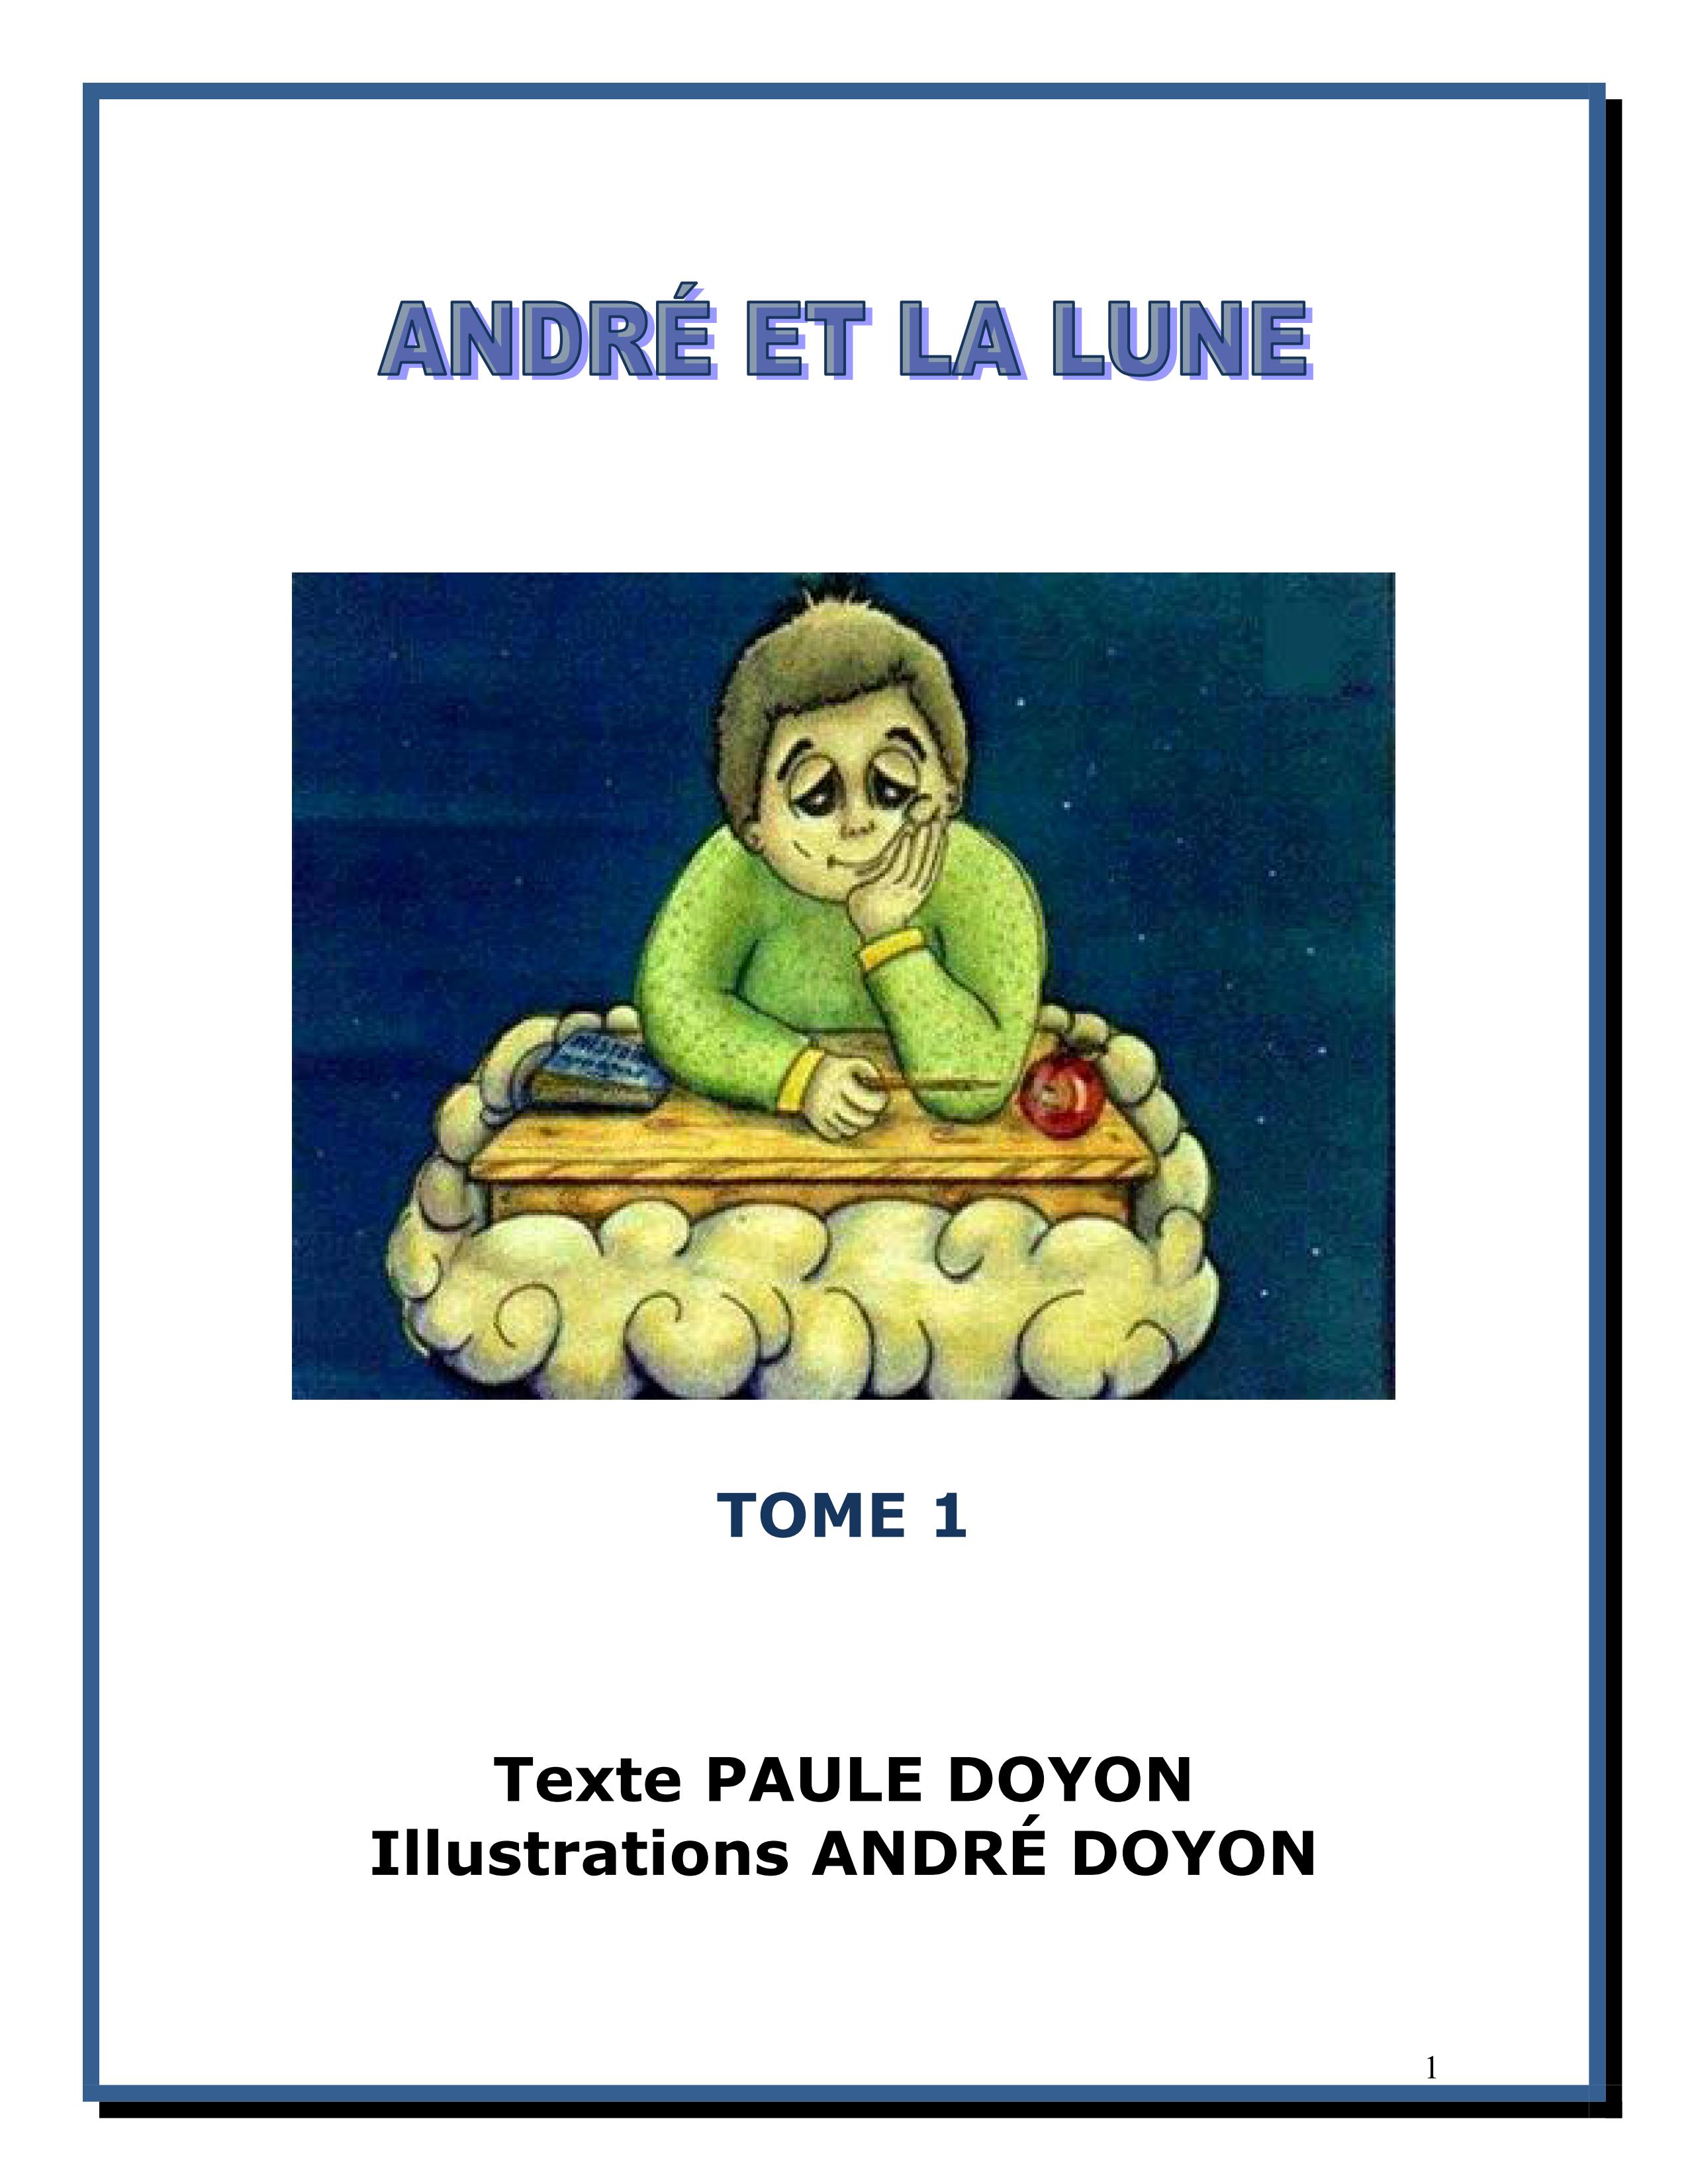 ANDRÉ ET LA LUNE
TOME 1
Texte PAULE DOYON
Illustrations ANDRÉ DOYON
1